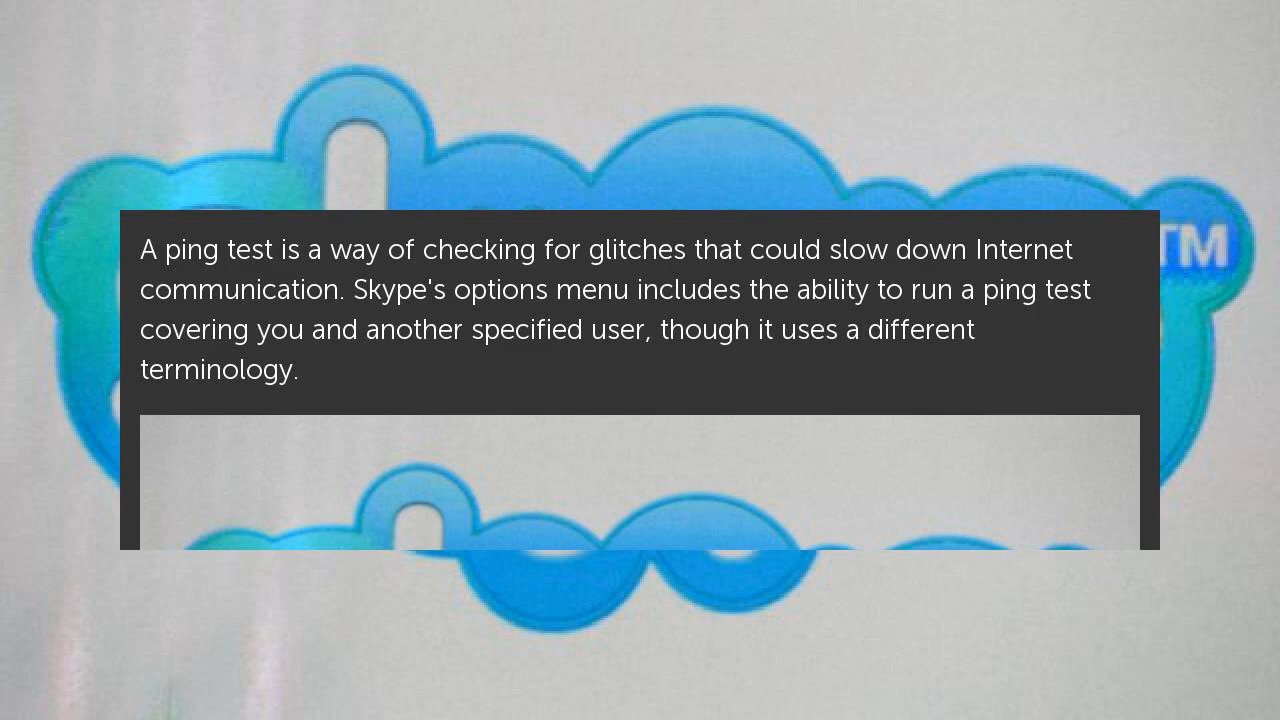 TM
A ping test is a way of checking for glitches that could slow down Internet
communication. Skype's options menu includes the ability to run a ping test
covering you and another specified user, though it uses a different
terminology.